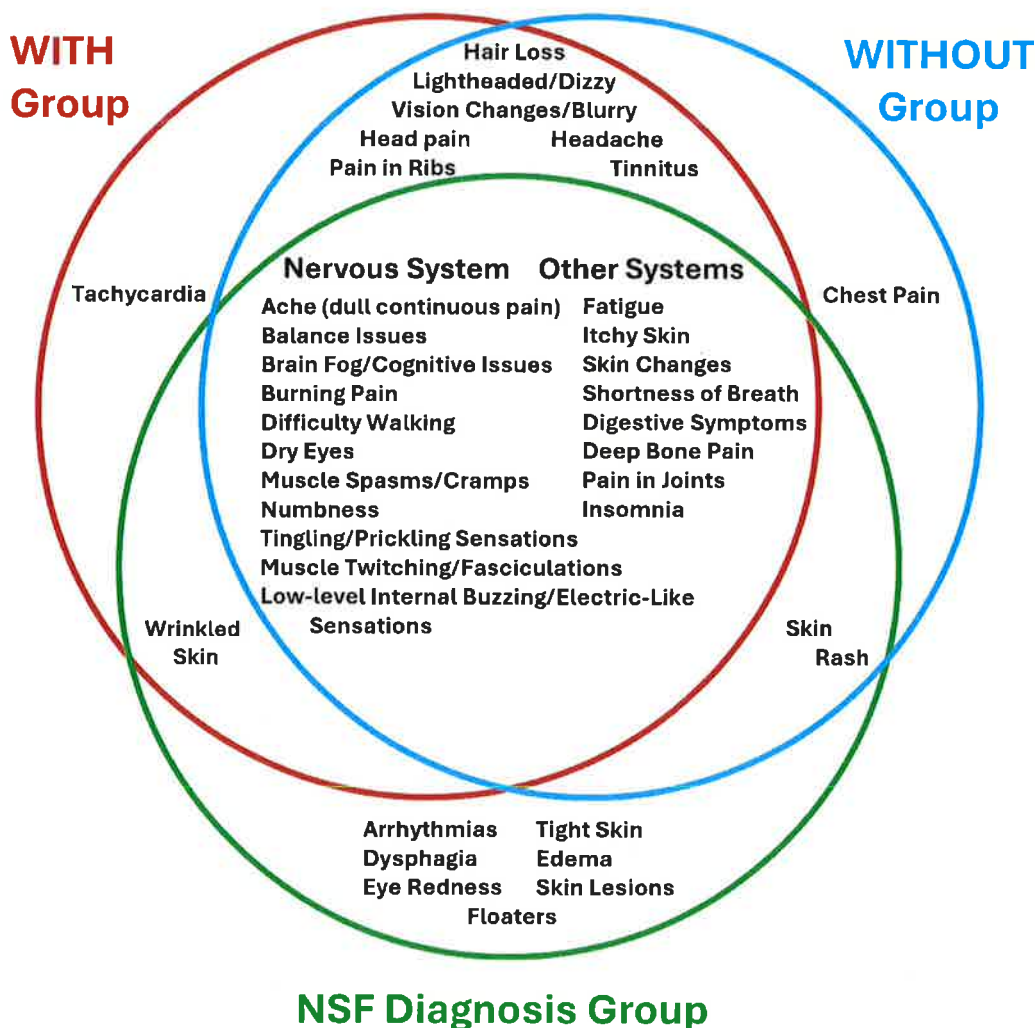 WITH
Group
WITHOUT
Group
Hair Loss
Lightheaded/Dizzy
Vision Changes/Blurry
Head pain Headache
Pain in Ribs Tinnitus
Tachycardia
Chest Pain
Nervous System
Ache (dull continuous pain)
Balance Issues
Brain Fog/Cognitive Issues
Burning Pain
Difficulty Walking
Dry Eyes
Muscle Spasms/Cramps
Numbness
Tingling/Prickling Sensations
Muscle Twitching/Fasciculations
Low-level Internal Buzzing/Electric-Like
Sensations
Other Systems
Fatigue
Itchy Skin
Skin Changes
Shortness of Breath
Digestive Symptoms
Deep Bone Pain
Pain in Joints
Insomnia
Wrinkled
Skin
Skin
Rash
Arrhythmias Tight Skin
Dysphagia Edema
Eye Redness Skin Lesions
Floaters
NSF Diagnosis Group